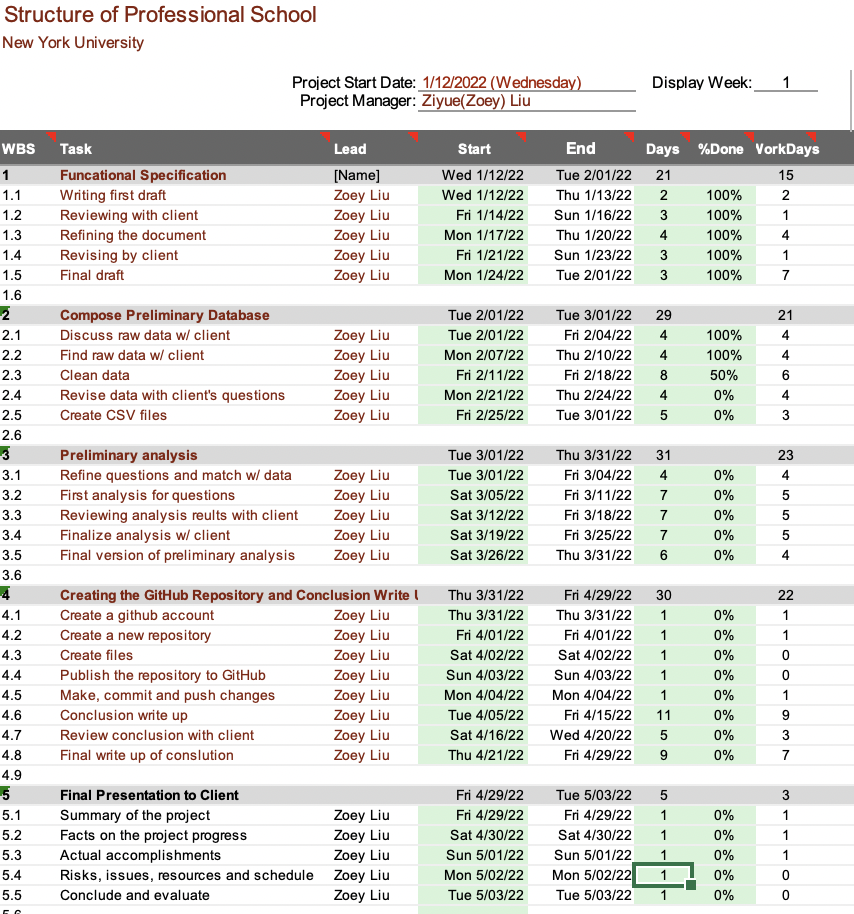 Structure of Professional School
New York University
Project Start Date: 1/12/2022 (Wednesday) Display Week: 1
Project Manager: Ziyue(Zoey) Liu
WBS Task Lead Start End Days %Done VorkDays
1 Funcational Specification [Name] Wed 1/12/22 Tue 2/01/22 21 15
1.1 Writing first draft Zoey Liu Wed 1/12/22 Thu 1/13/22 2 100% 2
1.2 Reviewing with client Zoey Liu Fri 1/14/22 Sun 1/16/22 3 100% 1
1.3 Refining the document Zoey Liu Mon 1/17/22 Thu 1/20/22 4 100% 4
1.4 Revising by client Zoey Liu Fri 1/21/22 Sun 1/23/22 3 100% 1
1.5 Final draft Zoey Liu Mon 1/24/22 Tue 2/01/22 3 100% 7
1.6
2 Compose Preliminary Database Tue 2/01/22 Tue 3/01/22 29 21
2.1 Discuss raw data w/ client Zoey Liu Tue 2/01/22 Fri 2/04/22 4 100% 4
2.2 Find raw data w/ client Zoey Liu Mon 2/07/22 Thu 2/10/22 4 100% 4
2.3 Clean data Zoey Liu Fri 2/11/22 Fri 2/18/22 8 50% 6
2.4 Revise data with client's questions Zoey Liu Mon 2/21/22 Thu 2/24/22 4 0% 4
2.5 Create CSV files Zoey Liu Fri 2/25/22 Tue 3/01/22 5 0% 3
2.6
3 Preliminary analysis Tue 3/01/22 Thu 3/31/22 31 23
3.1 Refine questions and match w/ data Zoey Liu Tue 3/01/22 Fri 3/04/22 4 0% 4
3.2 First analysis for questions Zoey Liu Sat 3/05/22 Fri 3/11/22 7 0% 5
3.3 Reviewing analysis reults with client Zoey Liu Sat 3/12/22 Fri 3/18/22 7 0% 5
3.4 Finalize analysis w/ client Zoey Liu Sat 3/19/22 Fri 3/25/22 7 0% 5
3.5 Final version of preliminary analysis Zoey Liu Sat 3/26/22 Thu 3/31/22 6 0% 4
3.6
4 Creating the GitHub Repository and Conclusion Write Thu 3/31/22 Fri 4/29/22 30 22
4.1 Create a github account Zoey Liu Thu 3/31/22 Thu 3/31/22 1 0% 1
4.2 Create a new repository Zoey Liu Fri 4/01/22 Fri 4/01/22 1 0% 1
4.3 Create files Zoey Liu Sat 4/02/22 Sat 4/02/22 1 0% 0
4.4 Publish the repository to GitHub Zoey Liu Sun 4/03/22 Sun 4/03/22 1 0% 0
4.5 Make, commit and push changes Zoey Liu Mon 4/04/22 Mon 4/04/22 1 0% 1
4.6 Conclusion write up Zoey Liu Tue 4/05/22 Fri 4/15/22 11 0% 9
4.7 Review conclusion with client Zoey Liu Sat 4/16/22 Wed 4/20/22 5 0% 3
4.8 Final write up of conslution Zoey Liu Thu 4/21/22 Fri 4/29/22 9 0% 7
4.9
5 Final Presentation to Client Fri 4/29/22 Tue 5/03/22 5 3
5.1 Summary of the project Zoey Liu Fri 4/29/22 Fri 4/29/22 1 0% 1
5.2 Facts on the project progress Zoey Liu Sat 4/30/22 Sat 4/30/22 1 0% 1
5.3 Actual accomplishments Zoey Liu Sun 5/01/22 Sun 5/01/22 1 0% 1
5.4 Risks, issues, resources and schedule Zoey Liu Mon 5/02/22 Mon 5/02/22 1 0% 0
5.5 Conclude and evaluate Zoey Liu Tue 5/03/22 Tue 5/03/22 1 0% 0